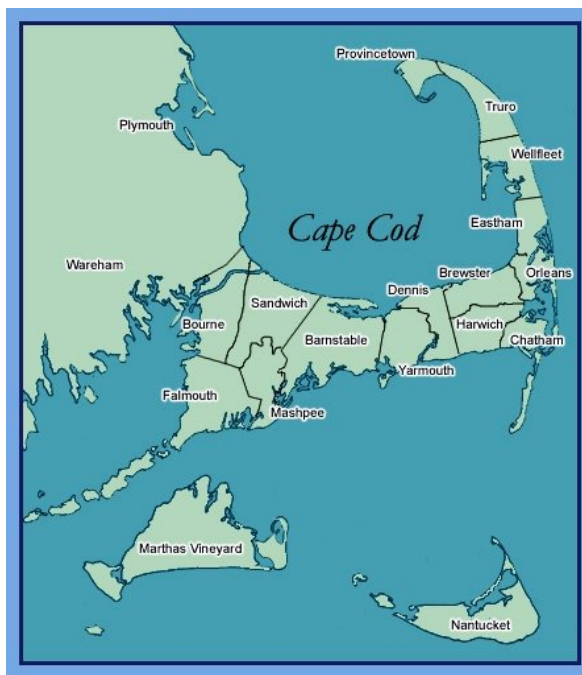 Provincetown
Truro
Plymouth
Wellfleet
Eastham
Cape Cod
Wareham
Brewster
Orleans
Dennis
Sandwich
Bourne
Harwich
Barnstable
Chatham
Yarmouth
Falmouth
Mashpee
Marthas Vineyard
Nantucket